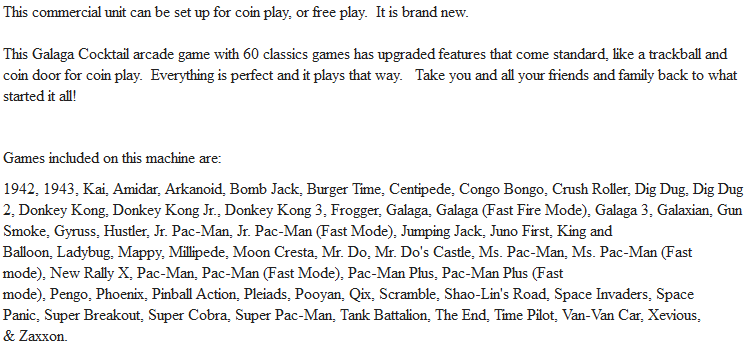 This commercial unit can be set up for coin play, or free play.  It is brand new.
This Galaga Cocktail arcade game with 60 classics games has upgraded features that come standard, like a trackball and
coin door for coin play.  Everything is perfect and it plays that way.   Take you and all your friends and family back to what
started it all!
Games included on this machine are:
1942, 1943, Kai, Amidar, Arkanoid, Bomb Jack, Burger Time, Centipede, Congo Bongo, Crush Roller, Dig Dug, Dig Dug
2, Donkey Kong, Donkey Kong Jr., Donkey Kong 3, Frogger, Galaga, Galaga (Fast Fire Mode), Galaga 3, Galaxian, Gun
Smoke, Gyruss, Hustler, Jr. Pac-Man, Jr. Pac-Man (Fast Mode), Jumping Jack, Juno First, King and
Balloon, Ladybug, Mappy, Millipede, Moon Cresta, Mr. Do, Mr. Do's Castle, Ms. Pac-Man, Ms. Pac-Man (Fast
mode), New Rally X, Pac-Man, Pac-Man (Fast Mode), Pac-Man Plus, Pac-Man Plus (Fast
mode), Pengo, Phoenix, Pinball Action, Pleiads, Pooyan, Qix, Scramble, Shao-Lin's Road, Space Invaders, Space
Panic, Super Breakout, Super Cobra, Super Pac-Man, Tank Battalion, The End, Time Pilot, Van-Van Car, Xevious,
& Zaxxon.